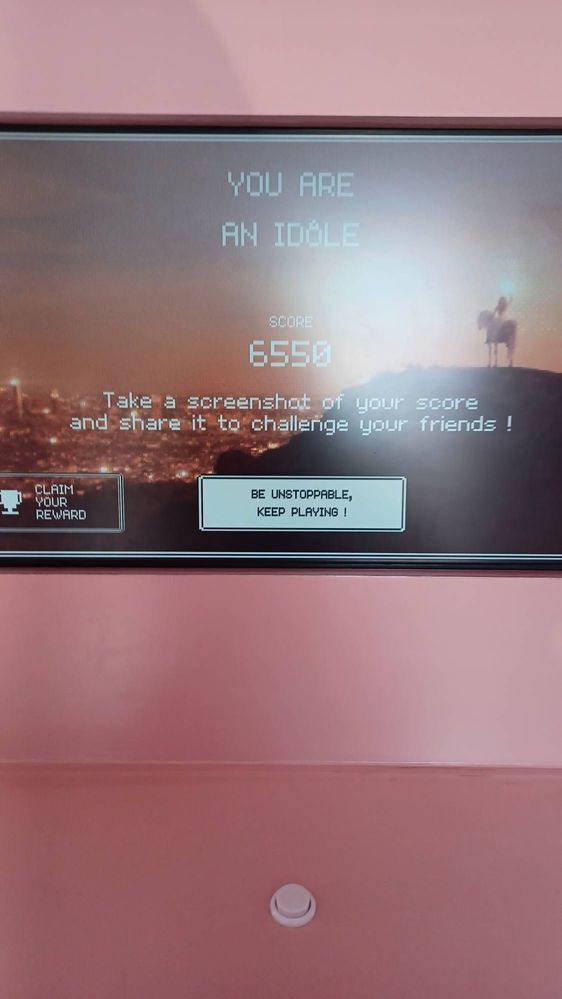 YOU ARE
AN IDÔLE
SCORE
6550
Take a screenshot of your score
and share it to challenge your friends !
CLAIM
YOUR
REWARD
BE UNSTOPPABLE,
KEEP PLAYING !